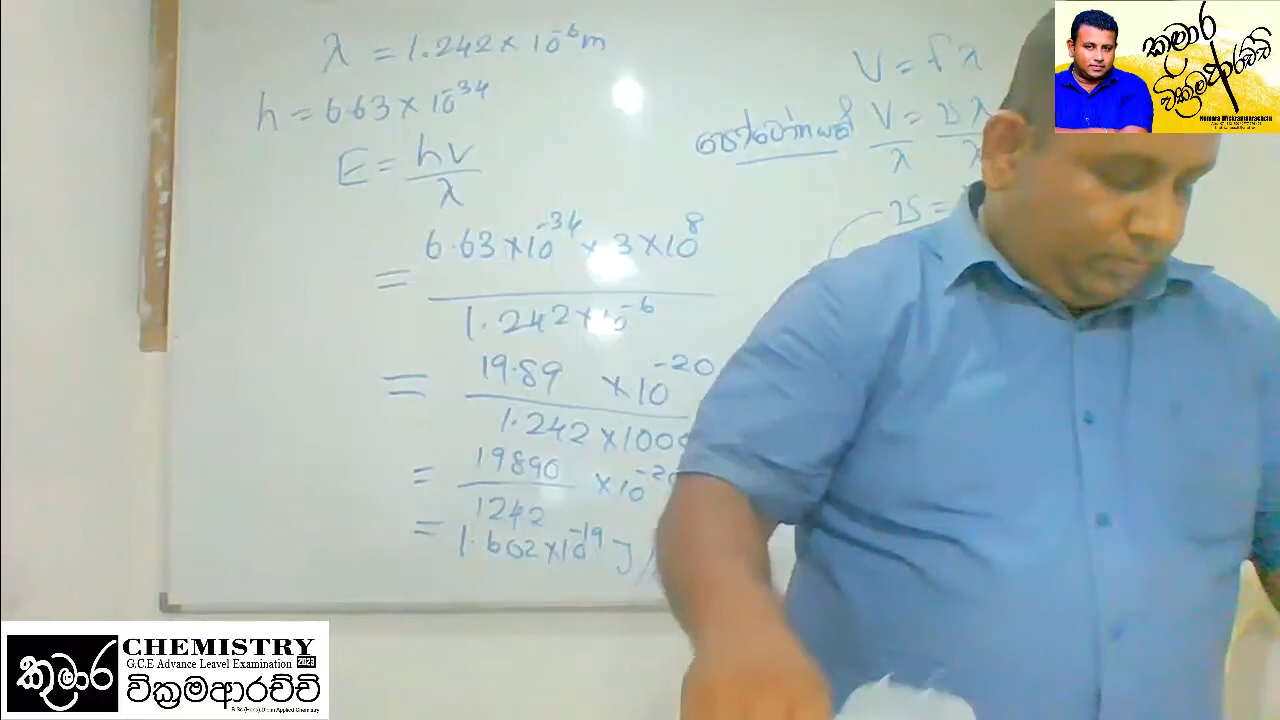 λ = 1.242 × 10⁻⁶ m
h = 6.63 × 10⁻³⁴
E = hv / λ
= 6.63 × 10⁻³⁴ × 3 × 10⁸ / 1.242 × 10⁻⁶
= 19.89 × 10⁻²⁰ / 1.242 × 1000
= 19890 / 1242 × 10⁻²⁰
= 1.602 × 10⁻¹⁹ J
V = f λ
V / λ = υ λ / λ
υ =
කුමාර
වික්‍රමආරච්චි
කුමාර
CHEMISTRY
G.C.E Advance Leavel Examination
වික්‍රමආරච්චි